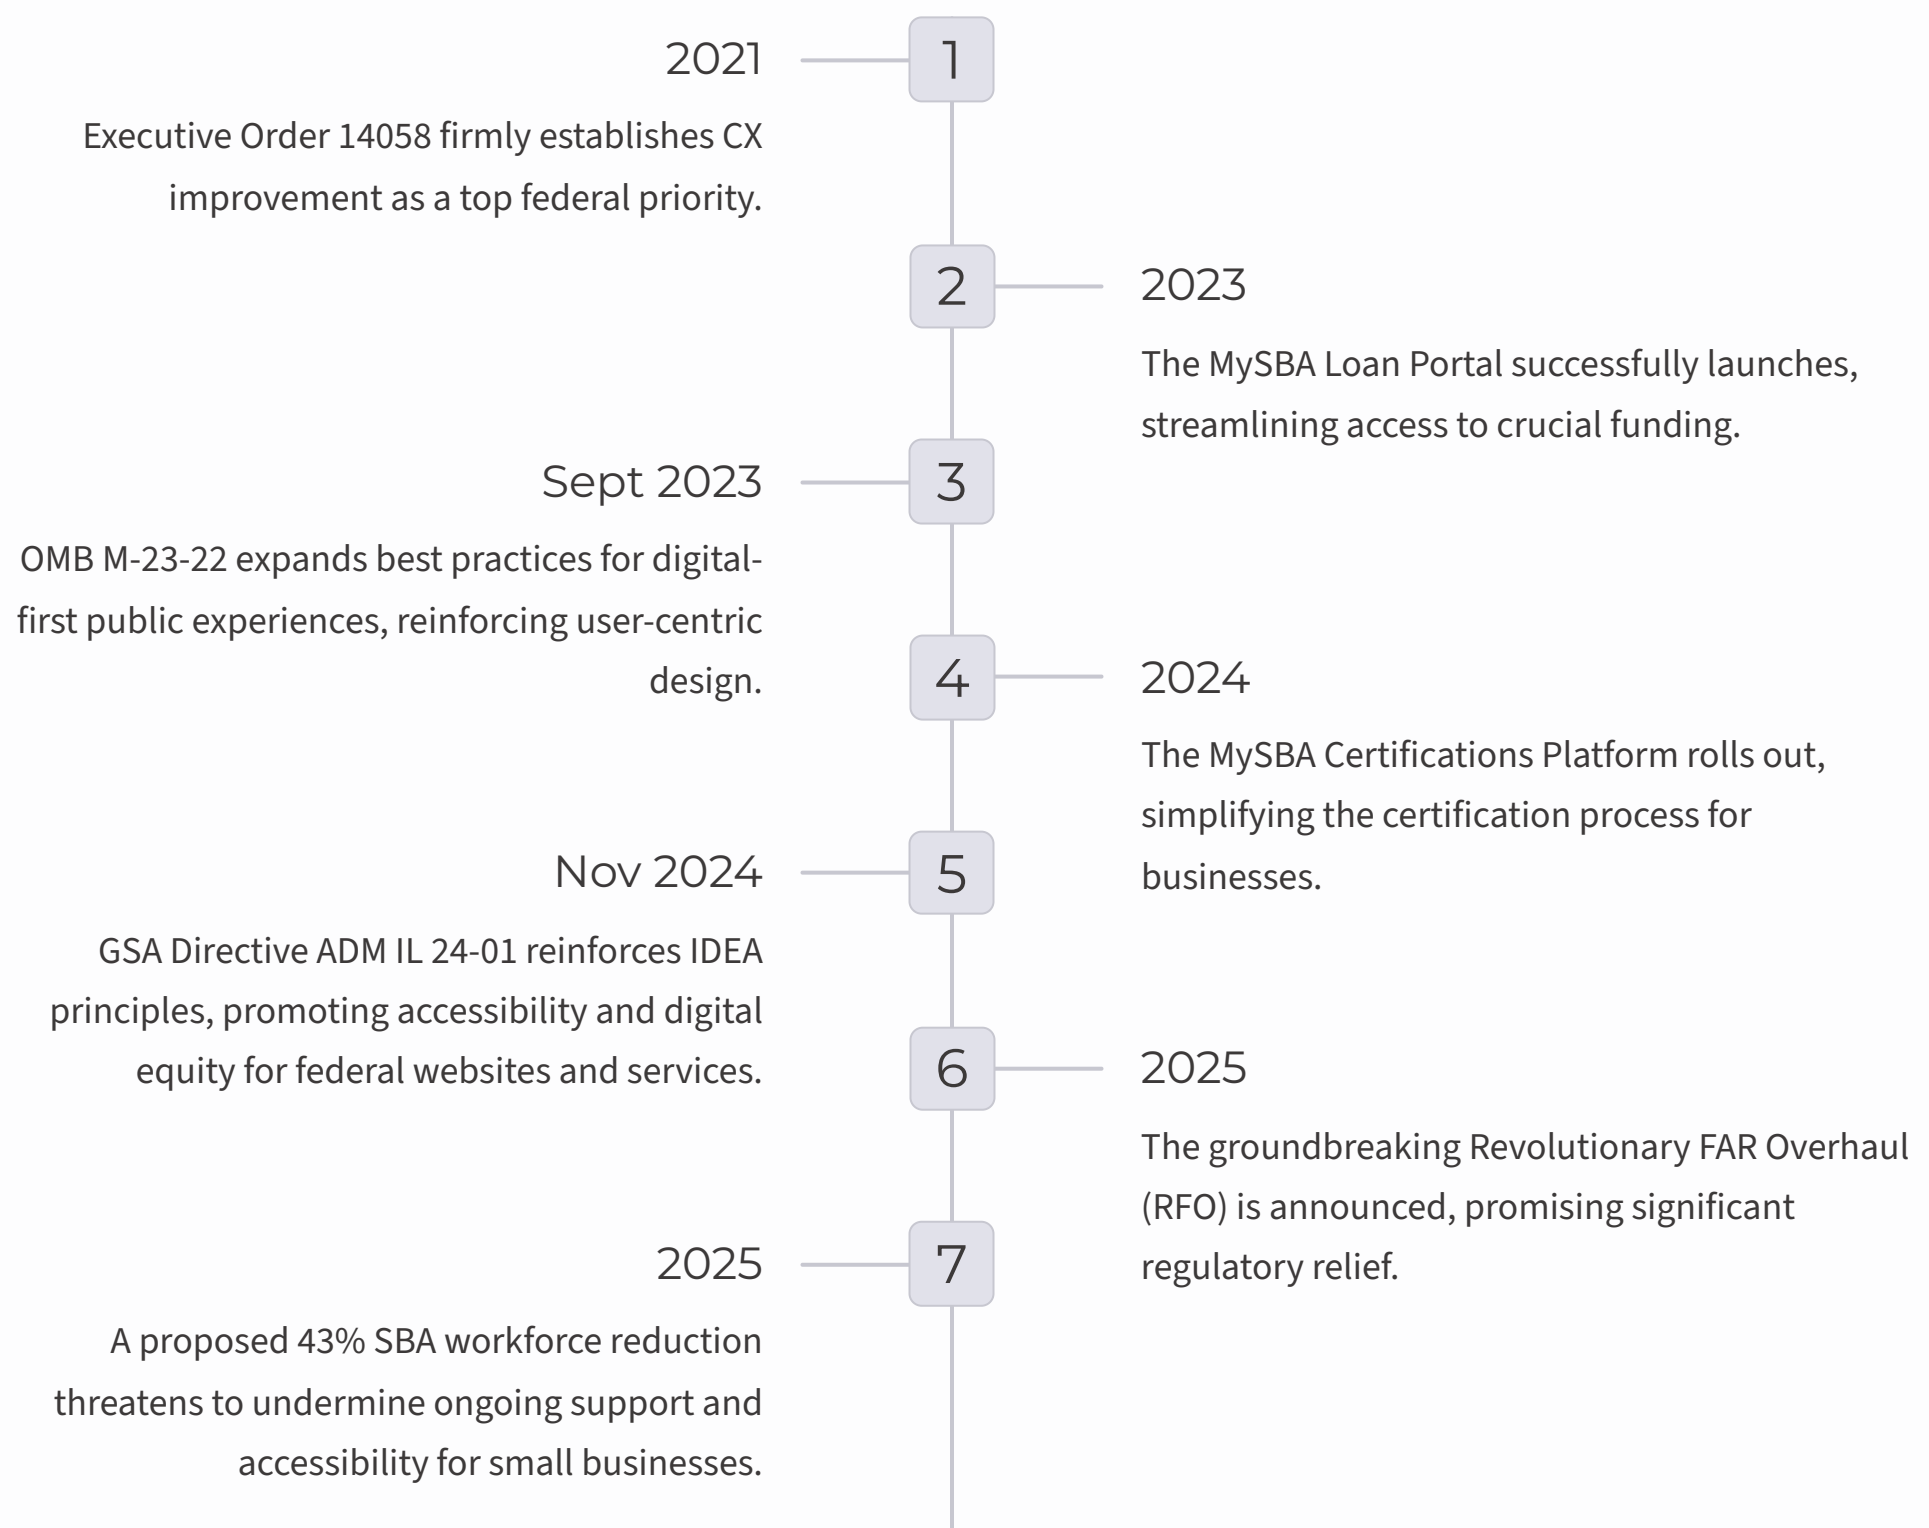 2021
1
Executive Order 14058 firmly establishes CX
improvement as a top federal priority.
2
2023
The MySBA Loan Portal successfully launches,
streamlining access to crucial funding.
Sept 2023
3
OMB M-23-22 expands best practices for digital-
first public experiences, reinforcing user-centric
design.
4
2024
The MySBA Certifications Platform rolls out,
simplifying the certification process for
businesses.
Nov 2024
5
GSA Directive ADM IL 24-01 reinforces IDEA
principles, promoting accessibility and digital
equity for federal websites and services.
6
2025
The groundbreaking Revolutionary FAR Overhaul
(RFO) is announced, promising significant
regulatory relief.
2025
7
A proposed 43% SBA workforce reduction
threatens to undermine ongoing support and
accessibility for small businesses.